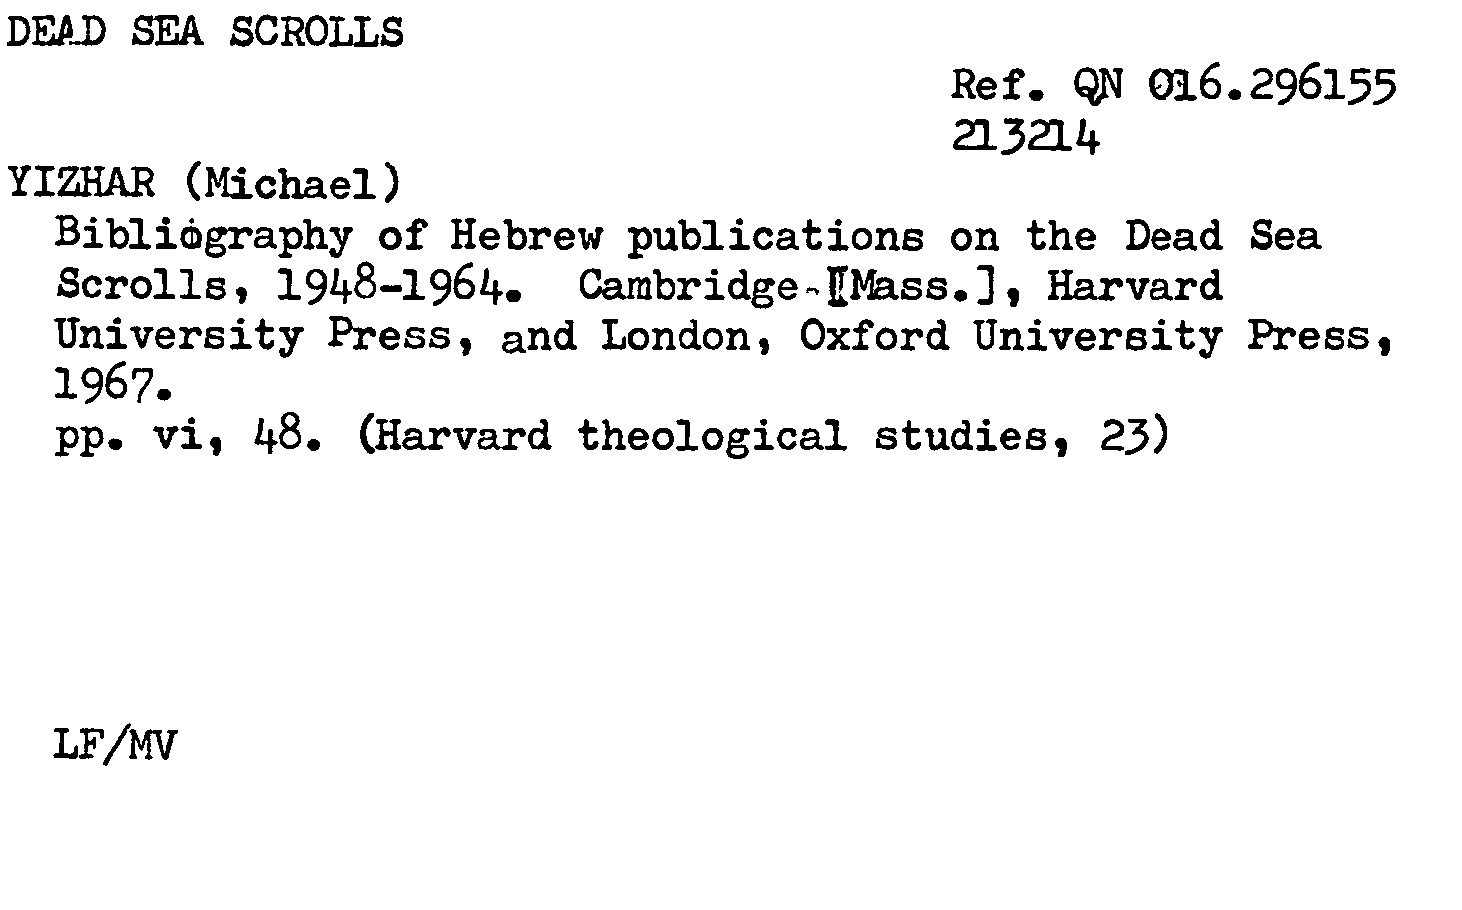 DEAD SEA SCROLLS
Ref. QN 016.296155
213214
YIZHAR (Michael)
Bibliography of Hebrew publications on the Dead Sea
Scrolls, 1948-1964. Cambridge [Mass.], Harvard
University Press, and London, Oxford University Press,
1967.
pp. vi, 48. (Harvard theological studies, 23)
LF/MV